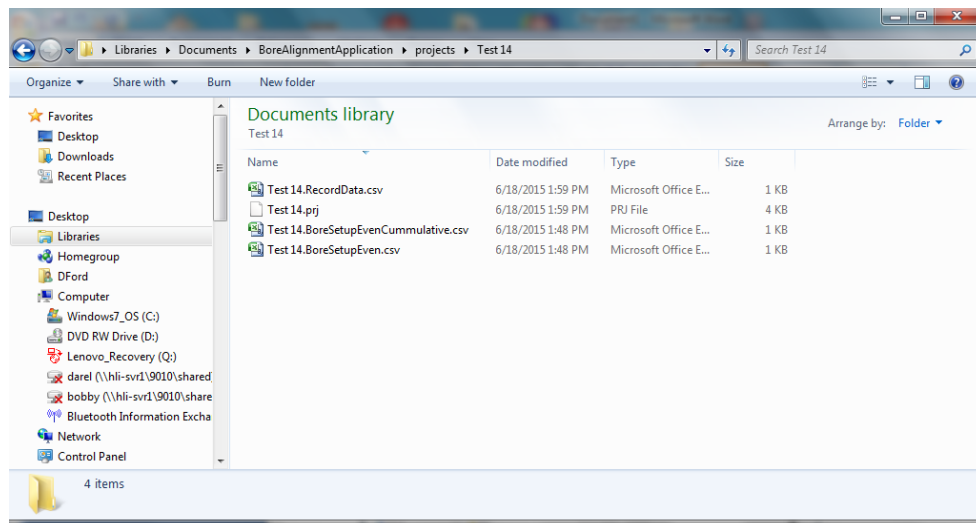 Libraries Documents BoreAlignmentApplication projects Test 14
Search Test 14
Organize Share with Burn New folder
Favorites
Desktop
Downloads
Recent Places
Desktop
Libraries
Homegroup
DFord
Computer
Windows7_OS (C:)
DVD RW Drive (D:)
Lenovo_Recovery (Q:)
darel (\\hli-svr1\9010\shared
bobby (\\hli-svr1\9010\share
Bluetooth Information Excha
Network
Control Panel
Documents library
Test 14
Arrange by: Folder
Name Date modified Type Size
Test 14.RecordData.csv 6/18/2015 1:59 PM Microsoft Office E... 1 KB
Test 14.prj 6/18/2015 1:59 PM PRJ File 4 KB
Test 14.BoreSetupEvenCummulative.csv 6/18/2015 1:48 PM Microsoft Office E... 1 KB
Test 14.BoreSetupEven.csv 6/18/2015 1:48 PM Microsoft Office E... 1 KB
4 items